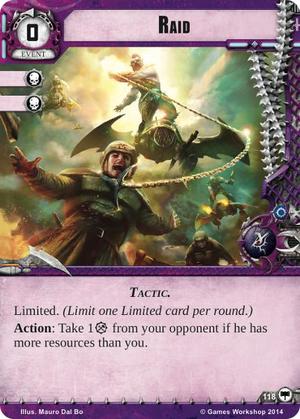 RAID
0
EVENT
TACTIC.
Limited. (Limit one Limited card per round.)
Action: Take 1 from your opponent if he has
more resources than you.
118
Illus. Mauro Dal Bo
© Games Workshop 2014